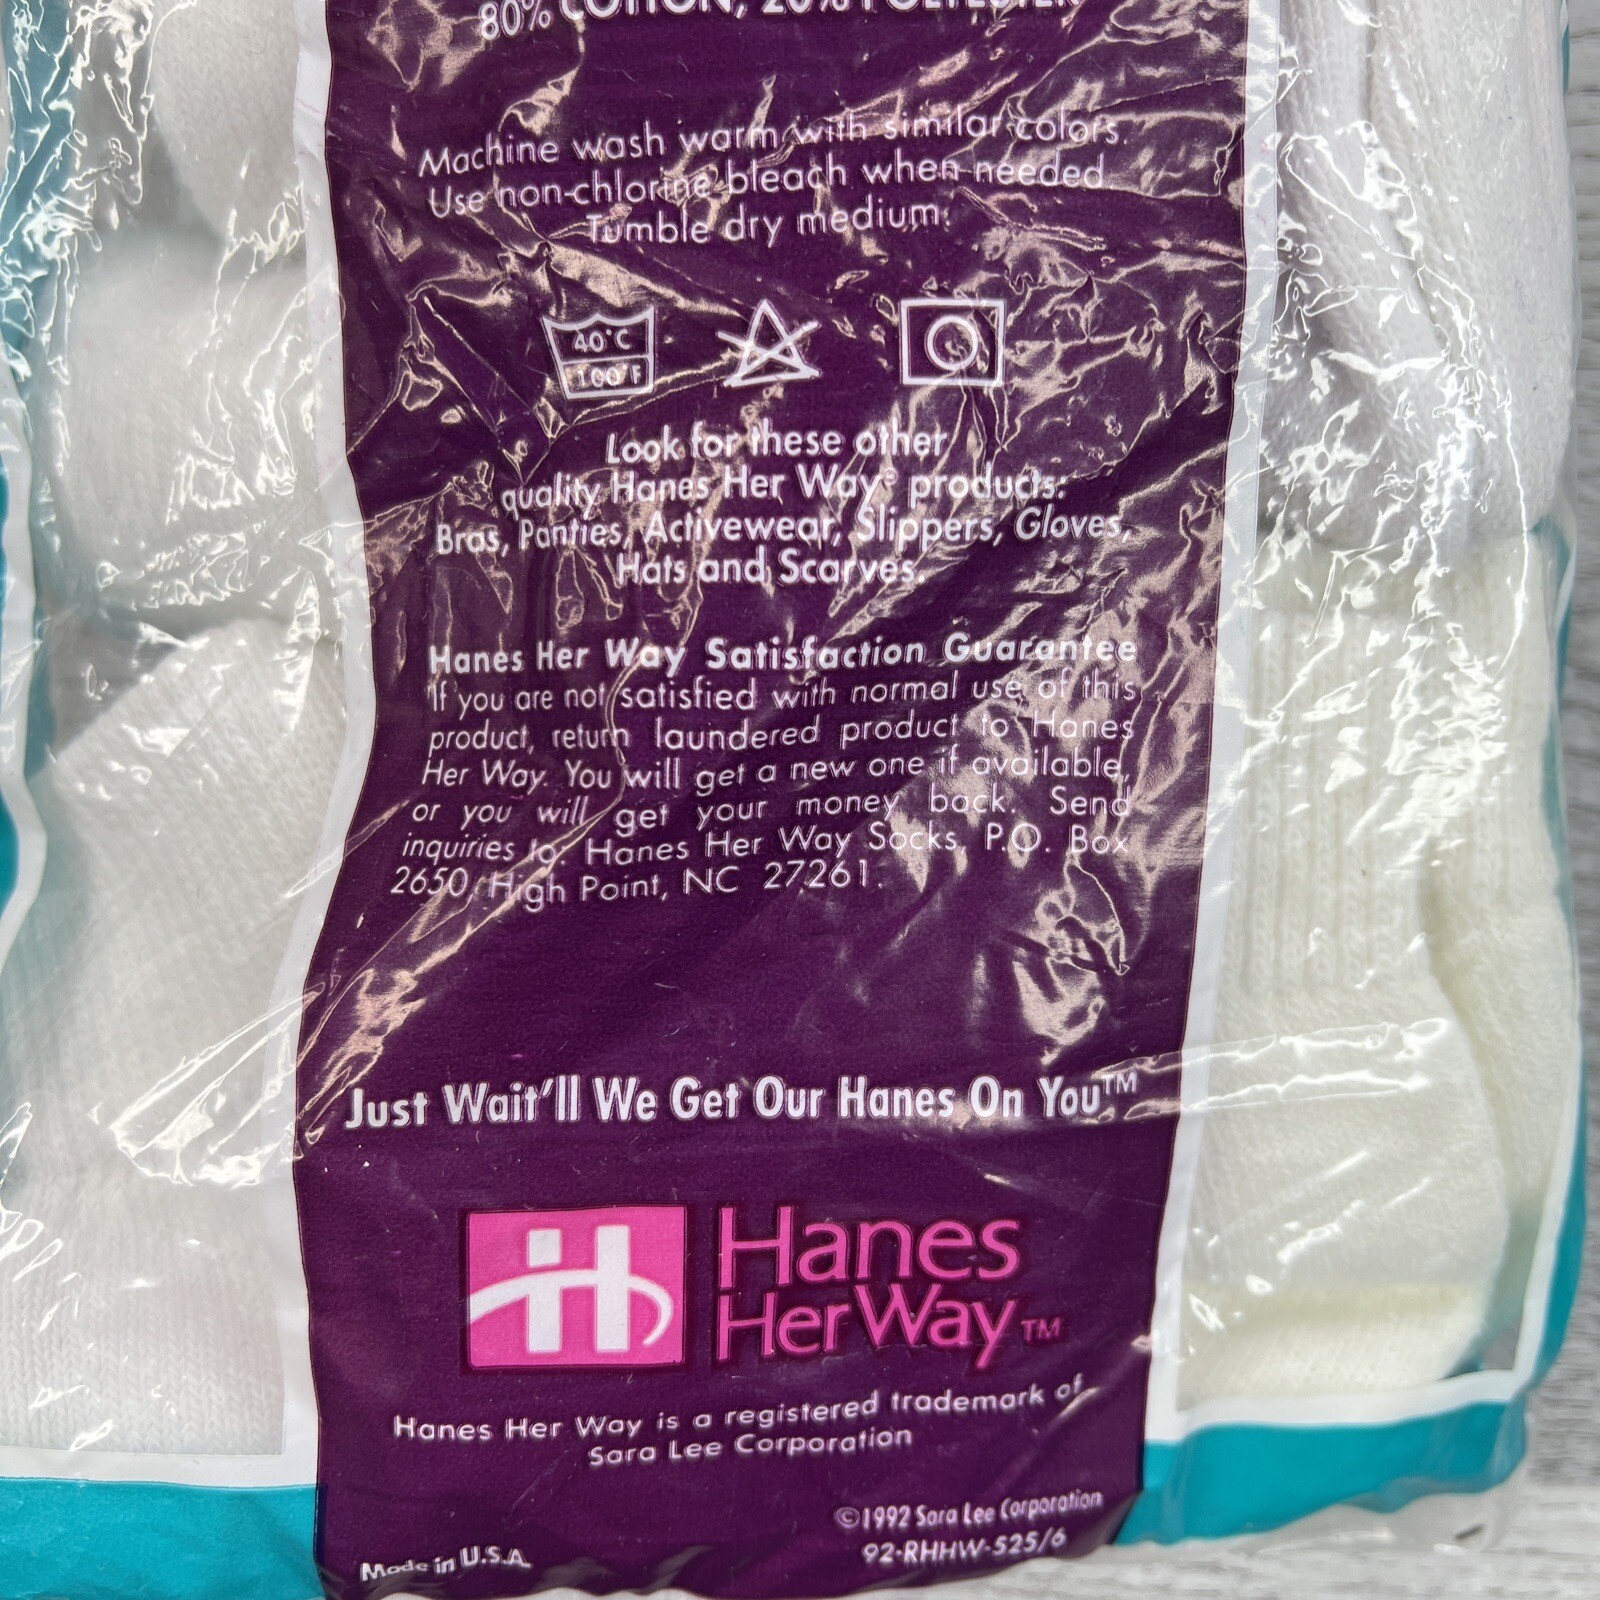 80% COTTON, 20% POLYESTER
Machine wash warm with similar colors.
Use non-chlorine bleach when needed
Tumble dry medium.
40°C
100°F
Look for these other
quality Hanes Her Way® products:
Bras, Panties, Activewear, Slippers, Gloves,
Hats and Scarves.
Hanes Her Way Satisfaction Guarantee
If you are not satisfied with normal use of this
product, return laundered product to Hanes
Her Way. You will get a new one if available,
or you will get your money back. Send
inquiries to: Hanes Her Way Socks, P.O. Box
2650, High Point, NC 27261.
Just Wait'll We Get Our Hanes On You™
H Hanes
Her Way™
Hanes Her Way is a registered trademark of
Sara Lee Corporation
©1992 Sara Lee Corporation
92-RHHW-525/6
Made in U.S.A.